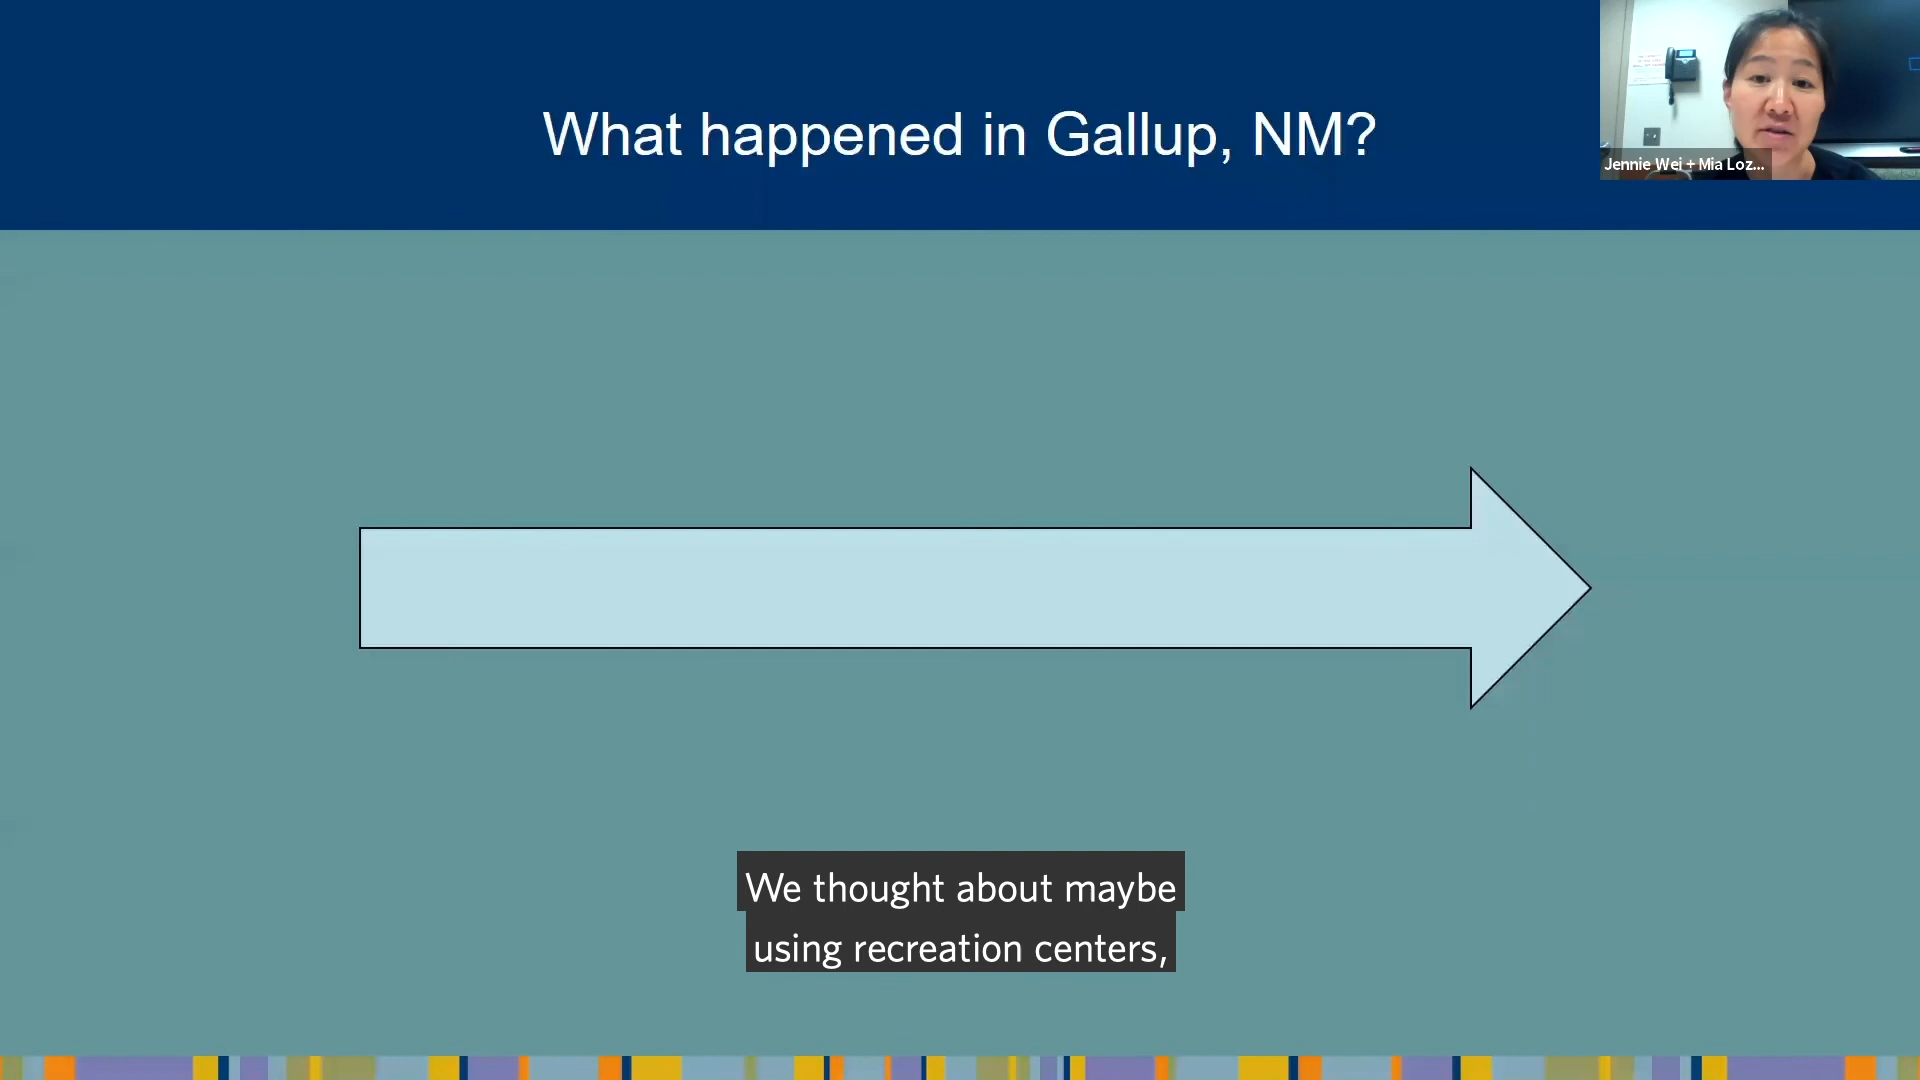 What happened in Gallup, NM?
Jennie Wei + Mia Loz...
We thought about maybe
using recreation centers,